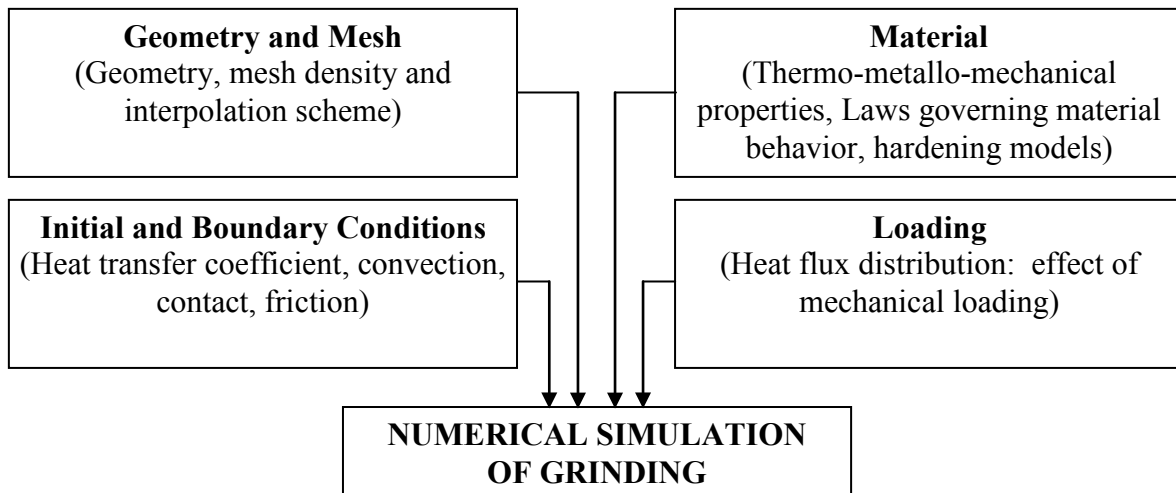 Geometry and Mesh
(Geometry, mesh density and
interpolation scheme)
Material
(Thermo-metallo-mechanical
properties, Laws governing material
behavior, hardening models)
Initial and Boundary Conditions
(Heat transfer coefficient, convection,
contact, friction)
Loading
(Heat flux distribution:  effect of
mechanical loading)
NUMERICAL SIMULATION
OF GRINDING